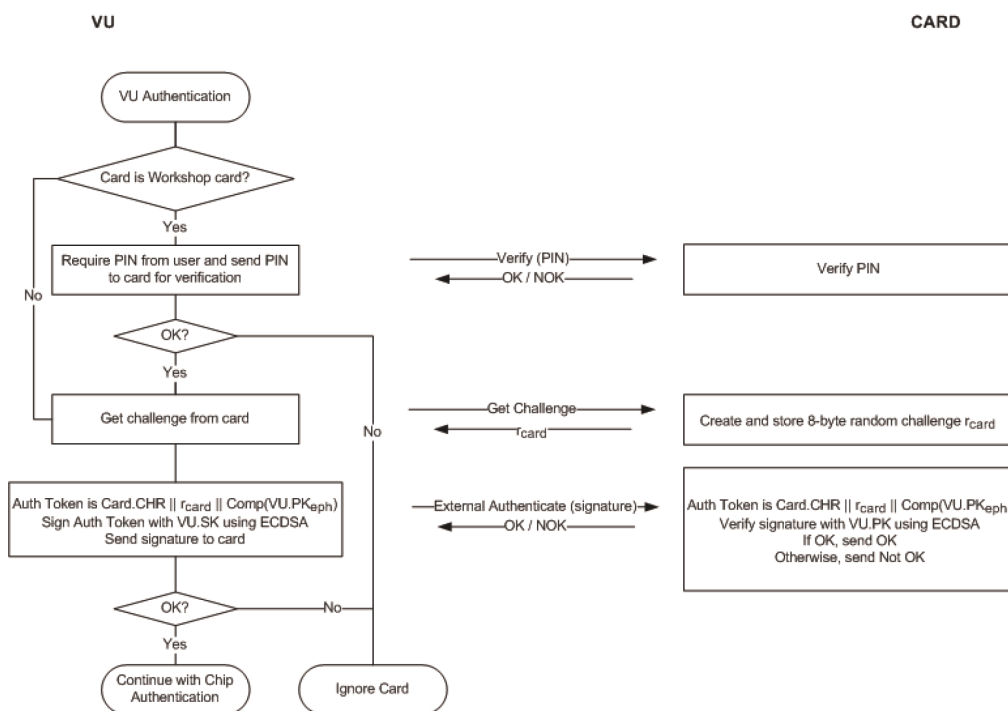 VU
CARD
VU Authentication
Card is Workshop card?
Yes
Require PIN from user and send PIN
to card for verification
Verify (PIN)
OK / NOK
Verify PIN
No
OK?
Yes
No
Get challenge from card
Get Challenge
rcard
Create and store 8-byte random challenge rcard
Auth Token is Card.CHR || rcard || Comp(VU.PKeph)
Sign Auth Token with VU.SK using ECDSA
Send signature to card
External Authenticate (signature)
OK / NOK
Auth Token is Card.CHR || rcard || Comp(VU.PKeph
Verify signature with VU.PK using ECDSA
If OK, send OK
Otherwise, send Not OK
OK?
No
Yes
Continue with Chip
Authentication
Ignore Card